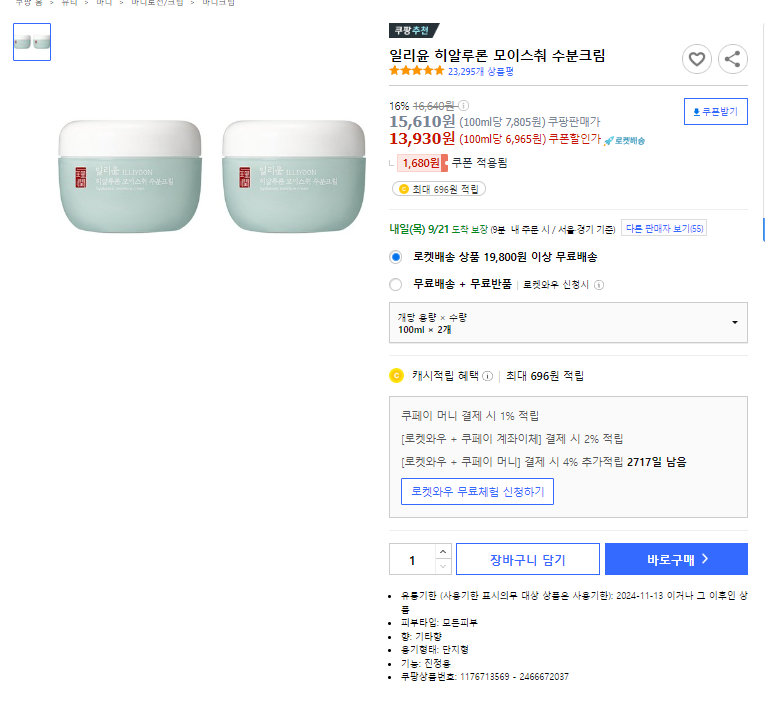 쿠팡 홈 > 뷰티 > 바디 > 바디로션/크림 > 바디크림
쿠팡추천
일리윤 히알루론 모이스춰 수분크림
23,295개 상품평
16% 16,640원
15,610원 (100ml당 7,805원) 쿠팡판매가
13,930원 (100ml당 6,965원) 쿠폰할인가 로켓배송
쿠폰받기
1,680원 쿠폰 적용됨
최대 696원 적립
일리윤 ILLIYOON
히알루론 모이스춰 수분크림
일리윤 ILLIYOON
히알루론 모이스춰 수분크림
내일(목) 9/21 도착 보장 (9분 내 주문 시 / 서울⋅경기 기준) 다른 판매자 보기(55)
로켓배송 상품 19,800원 이상 무료배송
무료배송 + 무료반품 | 로켓와우 신청시
개당 용량 × 수량
100ml × 2개
캐시적립 혜택 | 최대 696원 적립
쿠페이 머니 결제 시 1% 적립
[로켓와우 + 쿠페이 계좌이체] 결제 시 2% 적립
[로켓와우 + 쿠페이 머니] 결제 시 4% 추가적립 2717일 남음
로켓와우 무료체험 신청하기
1
장바구니 담기
바로구매 >
유통기한 (사용기한 표시의무 대상 상품은 사용기한): 2024-11-13 이거나 그 이후인 상
품
피부타입: 모든피부
향: 기타향
용기형태: 단지형
기능: 진정용
쿠팡상품번호: 1176713569 - 2466672037